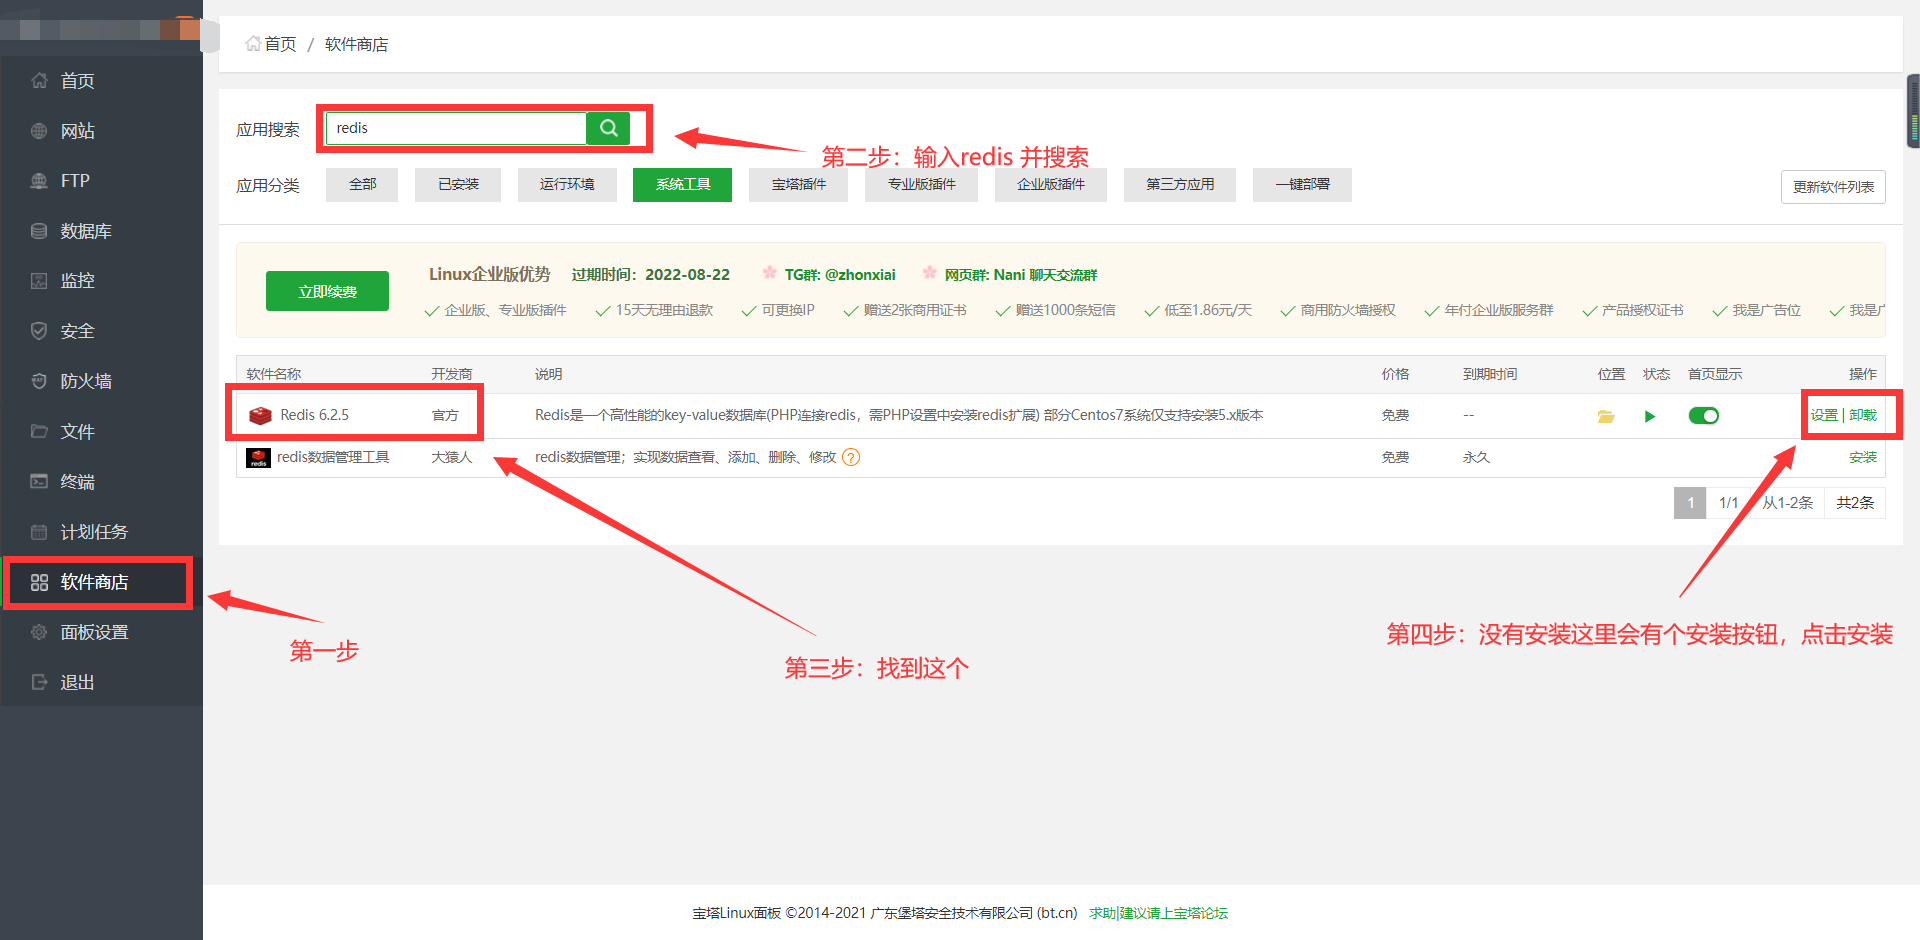 首页
网站
FTP
数据库
监控
安全
防火墙
文件
终端
计划任务
软件商店
面板设置
退出
首页 / 软件商店
应用搜索 redis
第二步：输入redis 并搜索
应用分类 全部 已安装 运行环境 系统工具 宝塔插件 专业版插件 企业版插件 第三方应用 一键部署 更新软件列表
立即续费
Linux企业版优势 过期时间：2022-08-22 TG群: @zhonxiai 网页群: Nani 聊天交流群
企业版、专业版插件 15天无理由退款 可更换IP 赠送2张商用证书 赠送1000条短信 低至1.86元/天 商用防火墙授权 年付企业版服务群 产品授权证书 我是广告位 我是广
软件名称 开发商 说明 价格 到期时间 位置 状态 首页显示 操作
Redis 6.2.5 官方 Redis是一个高性能的key-value数据库(PHP连接redis，需PHP设置中安装redis扩展) 部分Centos7系统仅支持安装5.x版本 免费 -- 设置 | 卸载
redis
redis数据管理工具 大猿人 redis数据管理；实现数据查看、添加、删除、修改 ? 免费 永久 安装
1 1/1 从1-2条 共2条
第一步
第三步：找到这个
第四步：没有安装这里会有个安装按钮，点击安装
宝塔Linux面板 ©2014-2021 广东堡塔安全技术有限公司 (bt.cn) 求助|建议请上宝塔论坛